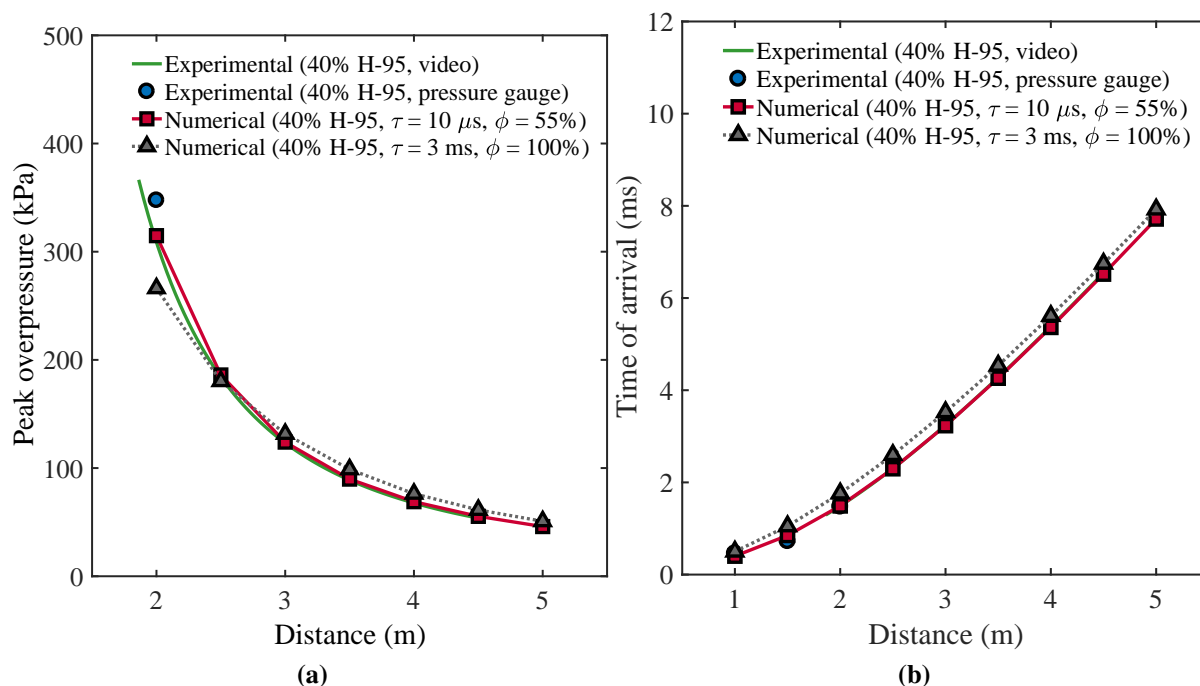 500
400
300
200
100
0
2
3
4
5
Peak overpressure (kPa)
Distance (m)
Experimental (40% H-95, video)
Experimental (40% H-95, pressure gauge)
Numerical (40% H-95, τ = 10 μs, ϕ = 55%)
Numerical (40% H-95, τ = 3 ms, ϕ = 100%)
(a)
12
10
8
6
4
2
0
1
2
3
4
5
Time of arrival (ms)
Distance (m)
Experimental (40% H-95, video)
Experimental (40% H-95, pressure gauge)
Numerical (40% H-95, τ = 10 μs, ϕ = 55%)
Numerical (40% H-95, τ = 3 ms, ϕ = 100%)
(b)